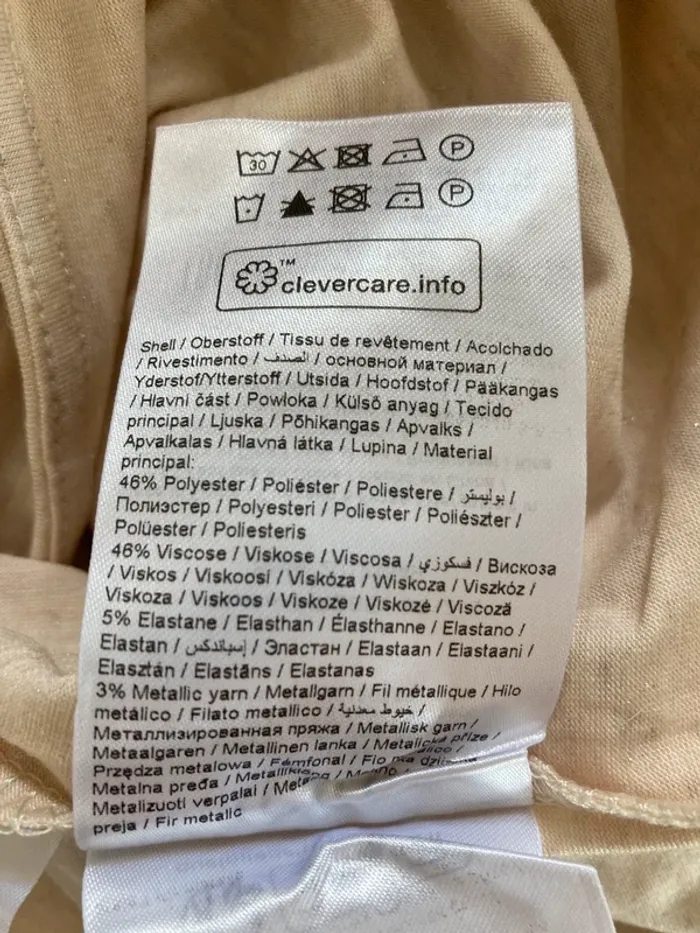 30 P
P
™ clevercare.info
Shell / Oberstoff / Tissu de revêtement / Acolchado
/ Rivestimento / الصدف / основной материал /
Yderstof/Ytterstoff / Utsida / Hoofdstof / Pääkangas
/ Hlavní část / Powłoka / Külső anyag / Tecido
principal / Ljuska / Põhikangas / Apvalks /
Apvalkalas / Hlavná látka / Lupina / Material
principal:
46% Polyester / Poliéster / Poliestere / بوليستر /
Полиэстер / Polyesteri / Poliester / Poliészter /
Polüester / Poliesteris
46% Viscose / Viskose / Viscosa / فسكوزي / Вискоза
/ Viskos / Viskoosi / Viskóza / Wiskoza / Viszkóz /
Viskoza / Viskoos / Viskoze / Viskozė / Viscoză
5% Elastane / Elasthan / Élasthanne / Elastano /
Elastan / إسباندكس / Эластан / Elastaan / Elastaani /
Elasztán / Elastāns / Elastanas
3% Metallic yarn / Metallgarn / Fil métallique / Hilo
metálico / Filato metallico / خيوط معدنية /
Металлизированная пряжа / Metallisk garn /
Metaalgaren / Metallinen lanka / Metalická příze /
Przędza metalowa / Fémfonal / Fio
Metalna pređa /
Metalizuoti verpalai /
preja / Fir metalic